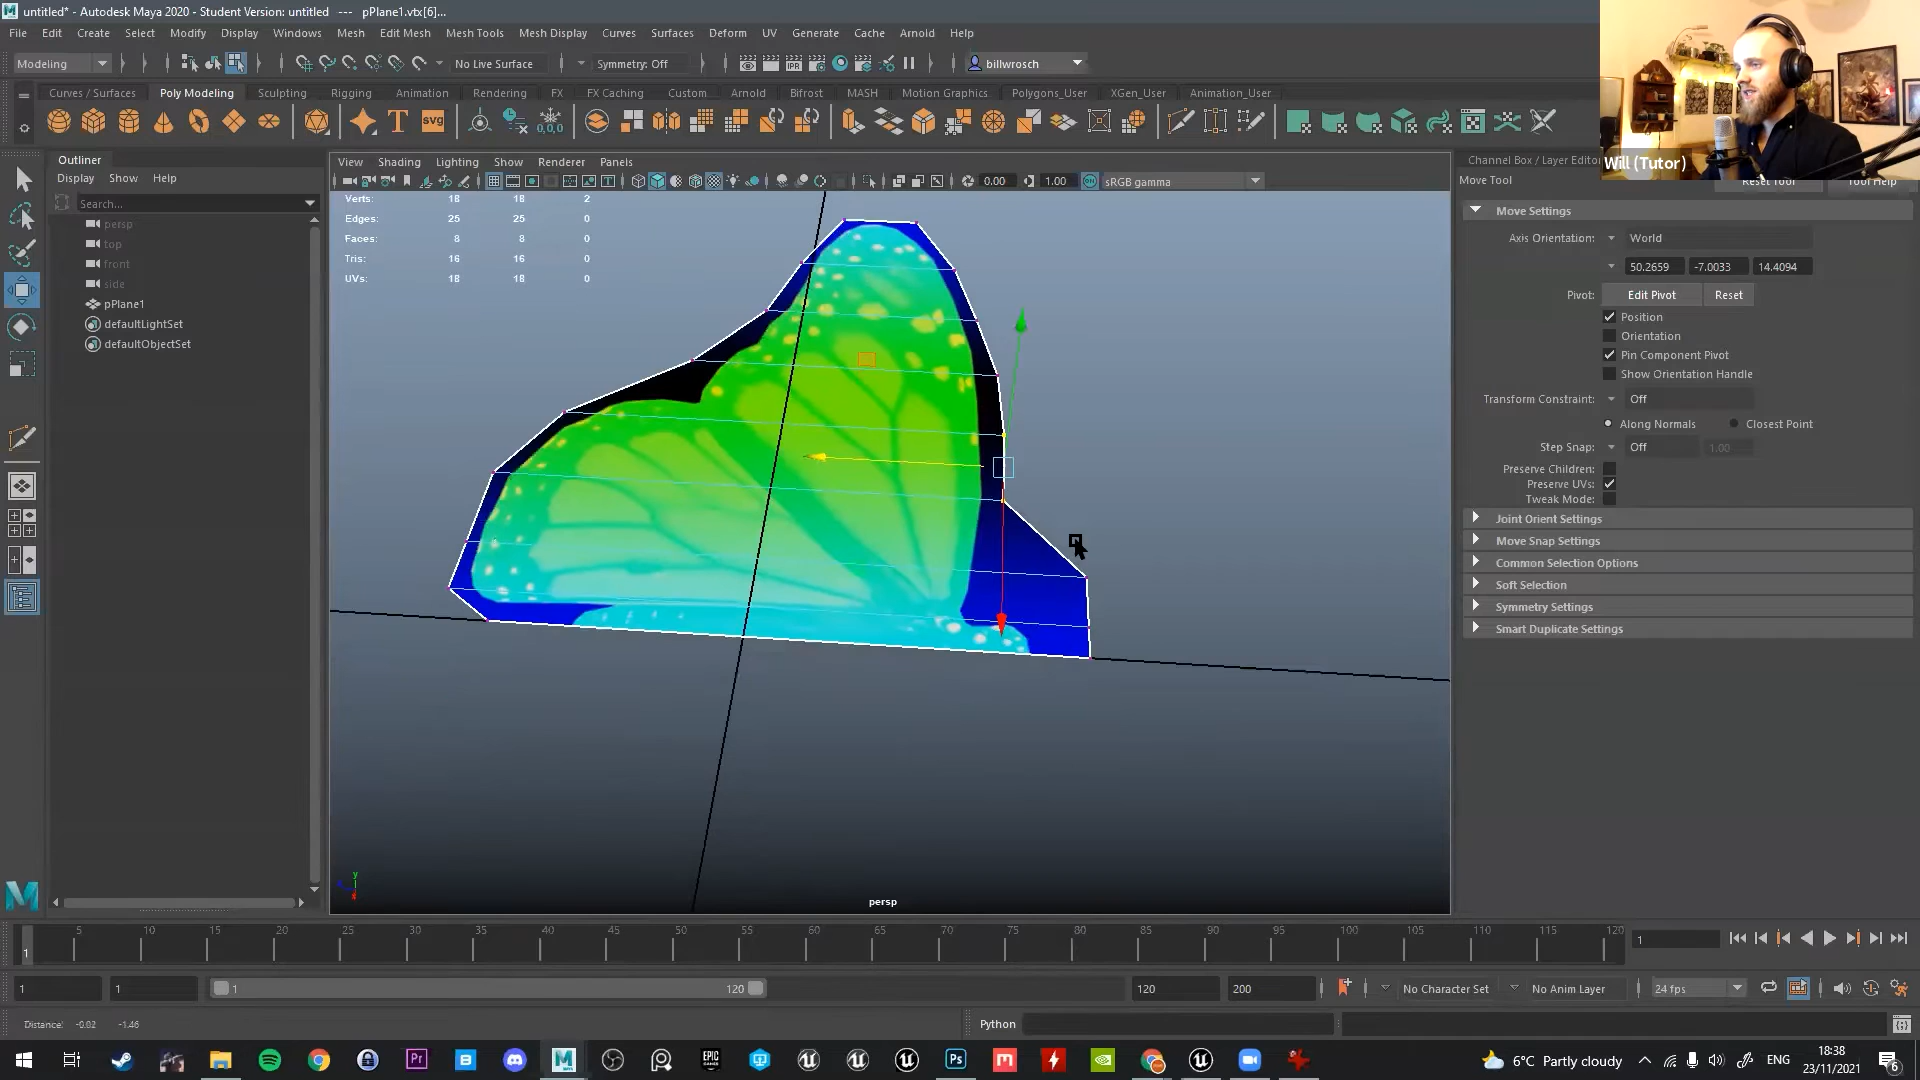 untitled* - Autodesk Maya 2020 - Student Version: untitled --- pPlane1.vtx[6]...
File Edit Create Select Modify Display Windows Mesh Edit Mesh Mesh Tools Mesh Display Curves Surfaces Deform UV Generate Cache Arnold Help
Modeling No Live Surface Symmetry: Off billwrosch
Curves / Surfaces Poly Modeling Sculpting Rigging Animation Rendering FX FX Caching Custom Arnold Bifrost MASH Motion Graphics Polygons_User XGen_User Animation_User
T svg 0,0,0
Will (Tutor)
Outliner
Display Show Help
Search...
persp
top
front
side
pPlane1
defaultLightSet
defaultObjectSet
View Shading Lighting Show Renderer Panels
0.00 1.00 sRGB gamma
Verts: 18 18 2
Edges: 25 25 0
Faces: 8 8 0
Tris: 16 16 0
UVs: 18 18 0
persp
Channel Box / Layer Editor
Move Tool
Reset Tool Tool Help
Move Settings
Axis Orientation: World
50.2659 -7.0033 14.4094
Pivot: Edit Pivot Reset
Position
Orientation
Pin Component Pivot
Show Orientation Handle
Transform Constraint: Off
Along Normals Closest Point
Step Snap: Off 1.00
Preserve Children:
Preserve UVs:
Tweak Mode:
Joint Orient Settings
Move Snap Settings
Common Selection Options
Soft Selection
Symmetry Settings
Smart Duplicate Settings
5 10 15 20 25 30 35 40 45 50 55 60 65 70 75 80 85 90 95 100 105 110 115 120
1 1
1 1 1 120 120 200 No Character Set No Anim Layer 24 fps
Distance: -0.02 -1.46 Python
6°C Partly cloudy ENG 18:38
23/11/2021